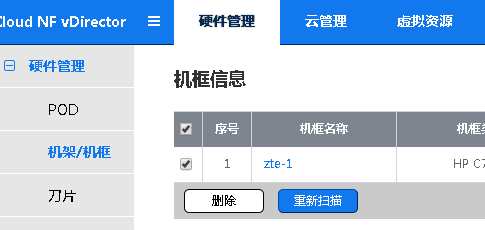 Cloud NF vDirector
硬件管理 云管理 虚拟资源
硬件管理
POD
机架/机框
刀片
机框信息
序号 机框名称 机框
1 zte-1 HP C7
删除 重新扫描